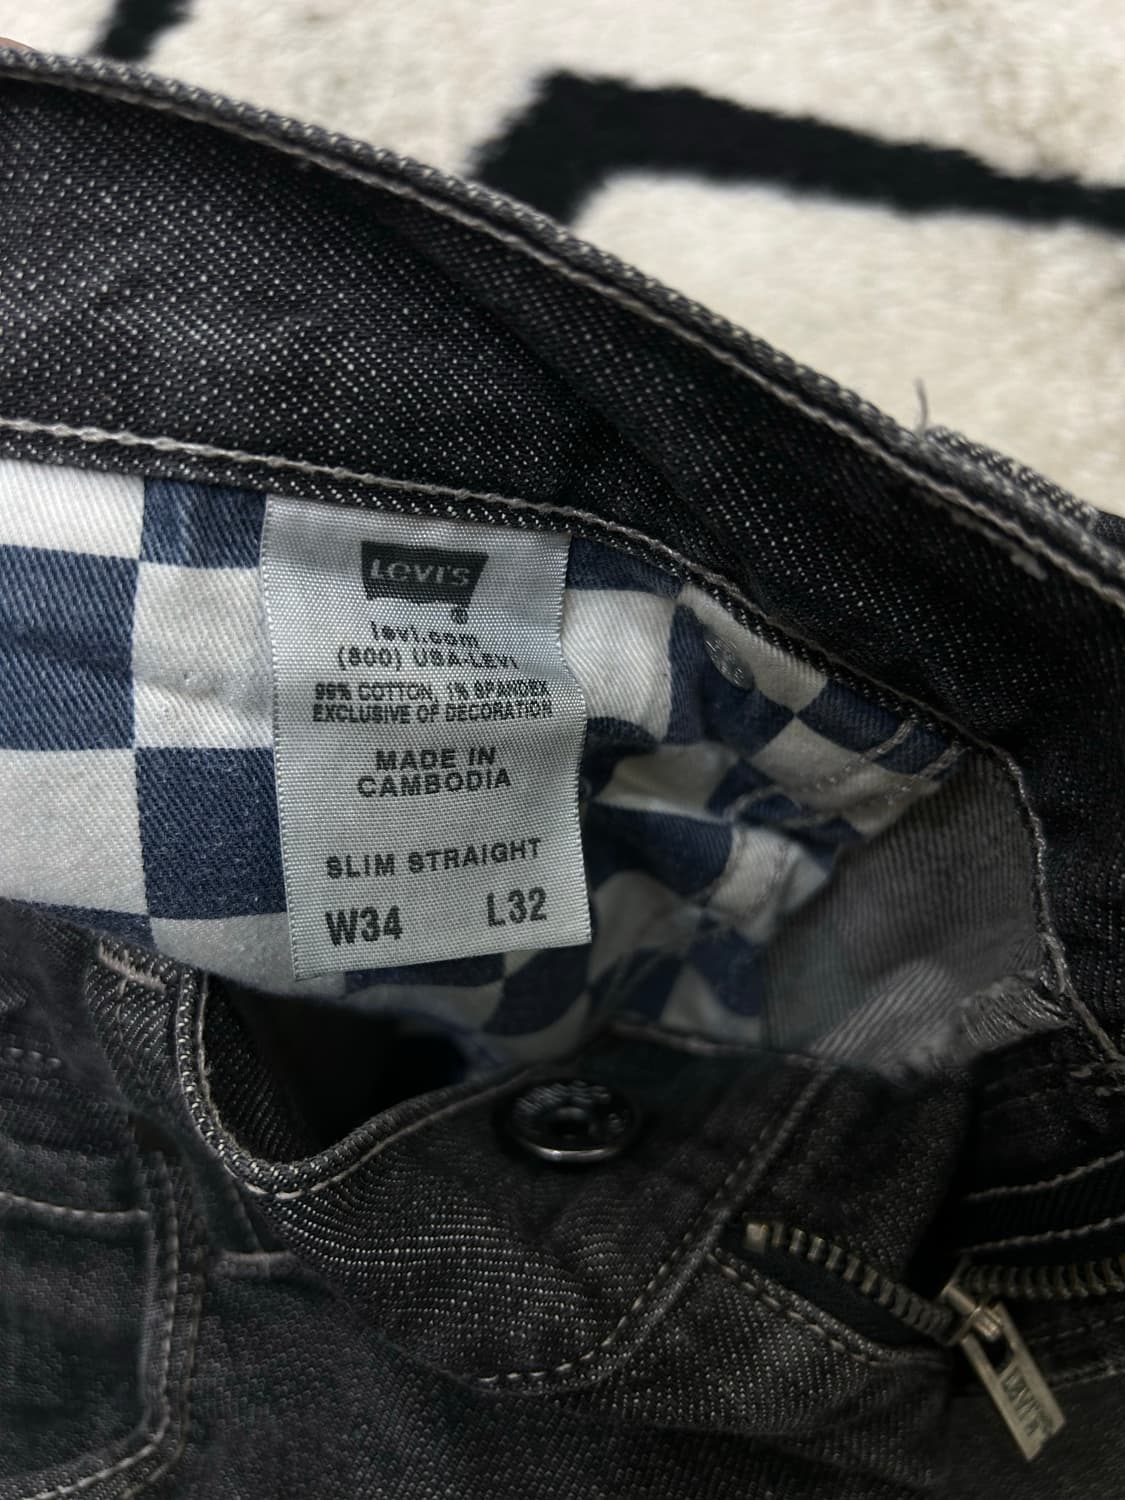 LEVI'S
levi.com
(800) USA-LEVI
99% COTTON, 1% SPANDEX
EXCLUSIVE OF DECORATION
MADE IN
CAMBODIA
SLIM STRAIGHT
W34 L32
LEVI'S